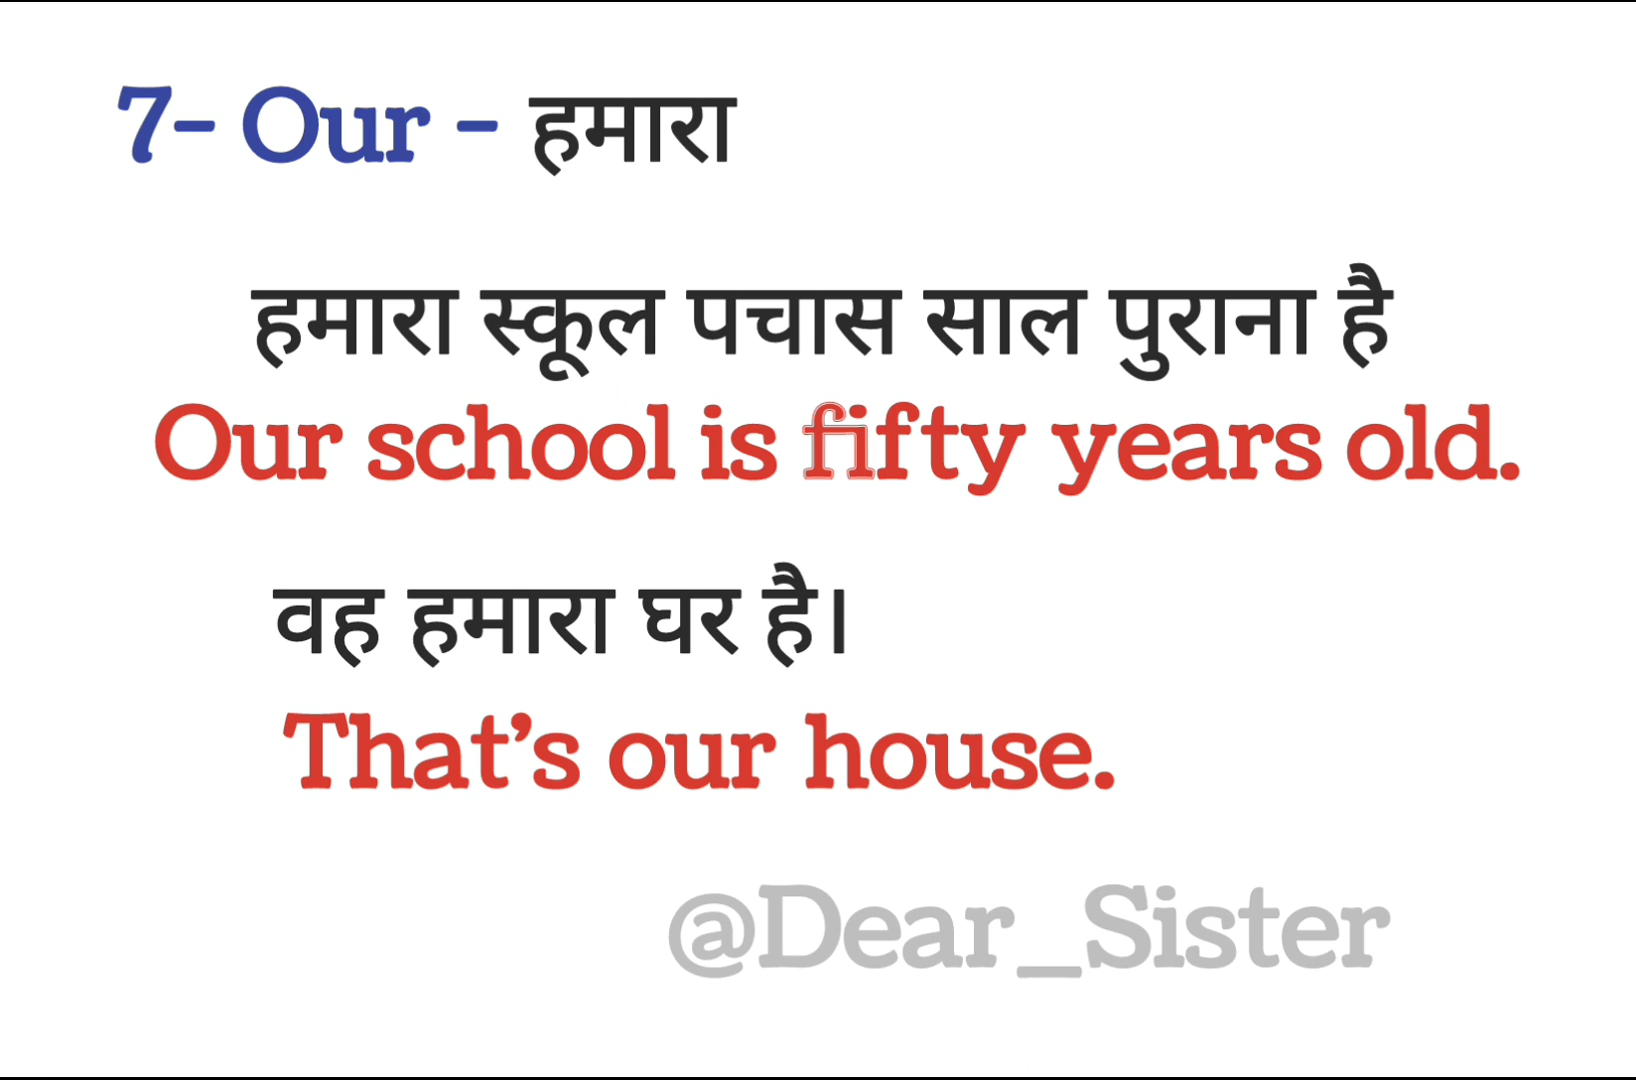 7- Our - हमारा
हमारा स्कूल पचास साल पुराना है
Our school is fifty years old.
वह हमारा घर है।
That’s our house.
@Dear_Sister